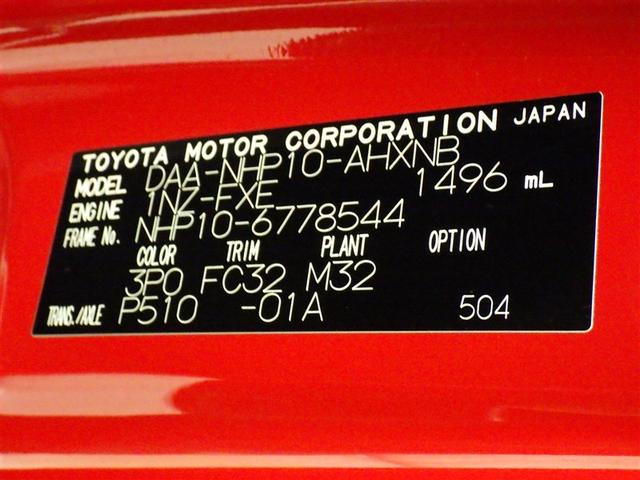 TOYOTA MOTOR CORPORATION JAPAN
MODEL DAA-NHP10-AHXNB
ENGINE 1NZ-FXE 1496 mL
FRAME No. NHP10-6778544
COLOR TRIM PLANT OPTION
3P0 FC32 M32
TRANS./AXLE P510 -01A 504